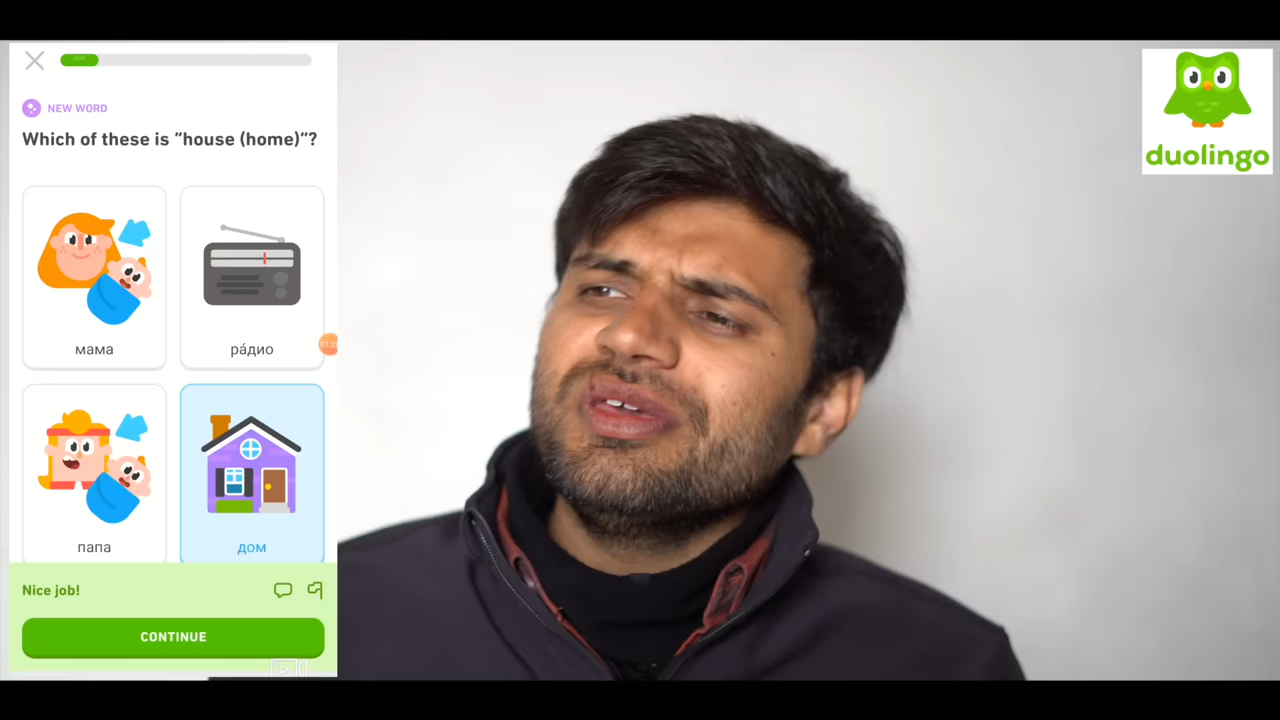 NEW WORD
Which of these is “house (home)”?
мама
ра́дио
папа
дом
Nice job!
CONTINUE
duolingo